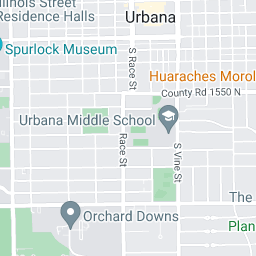 Illinois Street
Residence Halls
Urbana
Spurlock Museum
S Race St
Huaraches Morol
County Rd 1550 N
Urbana Middle School
Race St
S Vine St
The
Orchard Downs
Plan